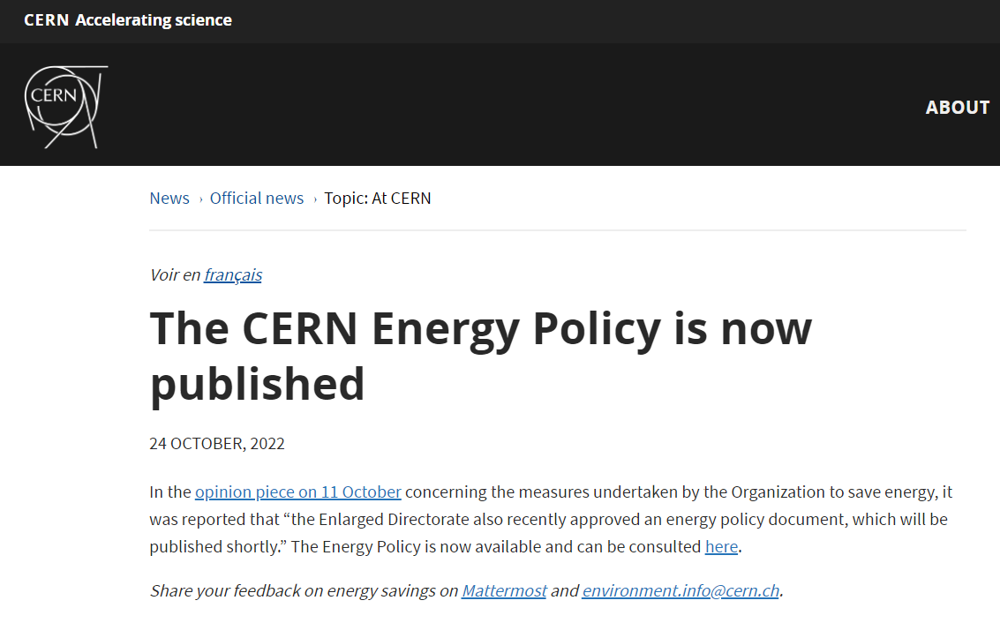 CERN Accelerating science
CERN
ABOUT
News › Official news › Topic: At CERN
Voir en français
The CERN Energy Policy is now
published
24 OCTOBER, 2022
In the opinion piece on 11 October concerning the measures undertaken by the Organization to save energy, it
was reported that “the Enlarged Directorate also recently approved an energy policy document, which will be
published shortly.” The Energy Policy is now available and can be consulted here.
Share your feedback on energy savings on Mattermost and environment.info@cern.ch.